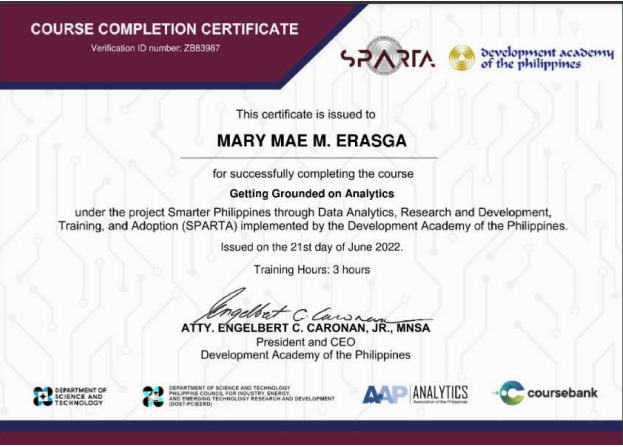 COURSE COMPLETION CERTIFICATE
Verification ID number: ZB83987
SPARTA
development academy
of the philippines
This certificate is issued to
MARY MAE M. ERASGA
for successfully completing the course
Getting Grounded on Analytics
under the project Smarter Philippines through Data Analytics, Research and Development,
Training, and Adoption (SPARTA) implemented by the Development Academy of the Philippines.
Issued on the 21st day of June 2022.
Training Hours: 3 hours
Engelbert C. Caronan
ATTY. ENGELBERT C. CARONAN, JR., MNSA
President and CEO
Development Academy of the Philippines
DEPARTMENT OF
SCIENCE AND
TECHNOLOGY
DEPARTMENT OF SCIENCE AND TECHNOLOGY
PHILIPPINE COUNCIL FOR INDUSTRY, ENERGY,
AND EMERGING TECHNOLOGY RESEARCH AND DEVELOPMENT
(DOST-PCIEERD)
AAP ANALYTICS
Association of the Philippines
coursebank